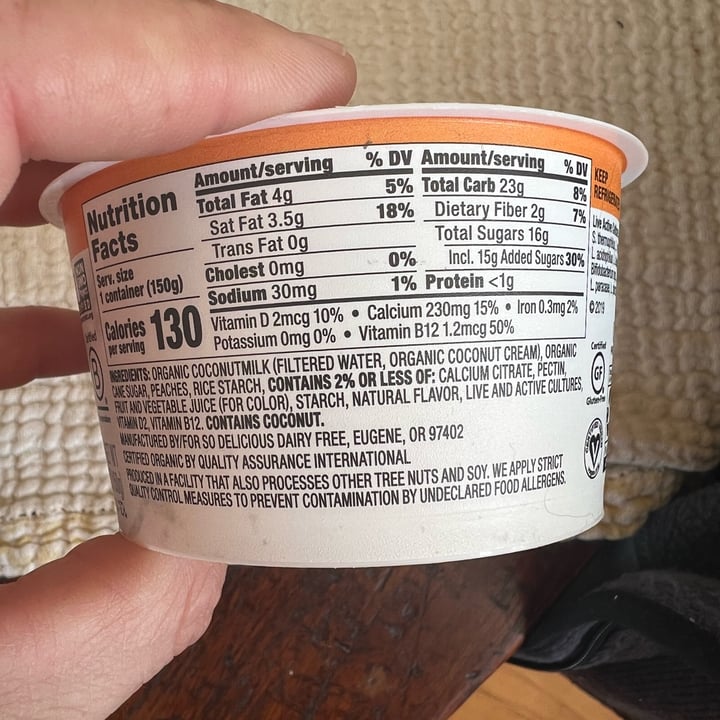 Nutrition Facts
Serv. size
1 container (150g)
Calories per serving 130
Amount/serving % DV
Total Fat 4g 5%
Sat Fat 3.5g 18%
Trans Fat 0g
Cholest 0mg 0%
Sodium 30mg 1%
Amount/serving % DV
Total Carb 23g 8%
Dietary Fiber 2g 7%
Total Sugars 16g
Incl. 15g Added Sugars 30%
Protein <1g
Vitamin D 2mcg 10% • Calcium 230mg 15% • Iron 0.3mg 2%
Potassium 0mg 0% • Vitamin B12 1.2mcg 50%
INGREDIENTS: ORGANIC COCONUTMILK (FILTERED WATER, ORGANIC COCONUT CREAM), ORGANIC
CANE SUGAR, PEACHES, RICE STARCH, CONTAINS 2% OR LESS OF: CALCIUM CITRATE, PECTIN,
FRUIT AND VEGETABLE JUICE (FOR COLOR), STARCH, NATURAL FLAVOR, LIVE AND ACTIVE CULTURES,
VITAMIN D2, VITAMIN B12. CONTAINS COCONUT.
MANUFACTURED BY/FOR SO DELICIOUS DAIRY FREE, EUGENE, OR 97402
CERTIFIED ORGANIC BY QUALITY ASSURANCE INTERNATIONAL
PRODUCED IN A FACILITY THAT ALSO PROCESSES OTHER TREE NUTS AND SOY. WE APPLY STRICT
QUALITY CONTROL MEASURES TO PREVENT CONTAMINATION BY UNDECLARED FOOD ALLERGENS.
KEEP
Live Active
S.
L.
L.
© 2019
Certified
GF
Gluten-Free
B